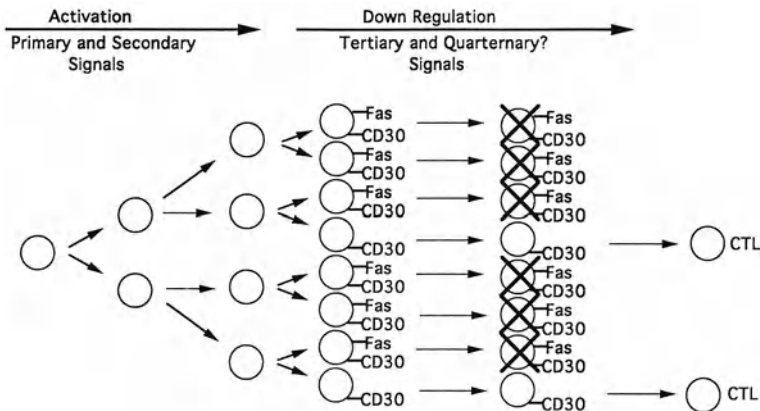 Activation
Down Regulation
Primary and Secondary
Signals
Tertiary and Quarternary?
Signals
Fas
Fas
CD30
CD30
Fas
Fas
CD30
CD30
Fas
Fas
CD30
CD30
CTL
CD30
CD30
Fas
Fas
CD30
CD30
Fas
Fas
CD30
CD30
Fas
Fas
CD30
CD30
CTL
CD30
CD30